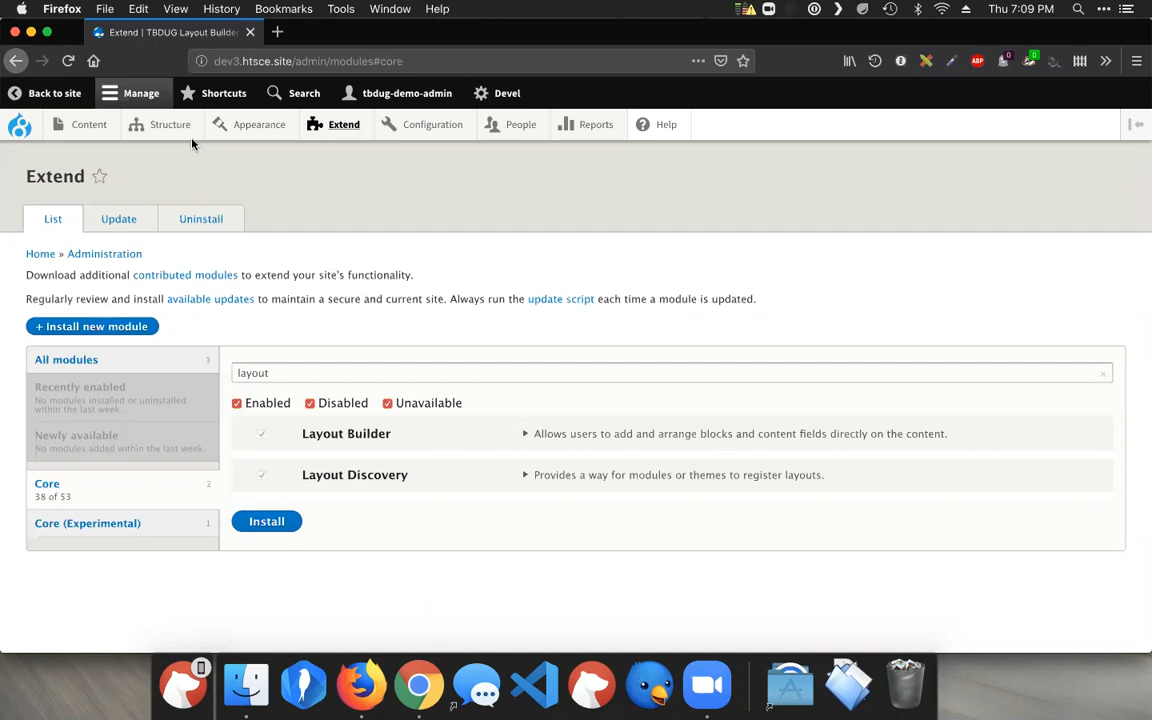 Firefox File Edit View History Bookmarks Tools Window Help Thu 7:09 PM
Extend | TBDUG Layout Builder
dev3.htsce.site/admin/modules#core
ABP 0 0
Back to site Manage Shortcuts Search tbdug-demo-admin Devel
Content Structure Appearance Extend Configuration People Reports Help
Extend
List Update Uninstall
Home » Administration
Download additional contributed modules to extend your site's functionality.
Regularly review and install available updates to maintain a secure and current site. Always run the update script each time a module is updated.
+ Install new module
All modules 3
Recently enabled
No modules installed or uninstalled
within the last week.
Newly available
No modules added within the last week.
Core 2
38 of 53
Core (Experimental) 1
layout
Enabled Disabled Unavailable
Layout Builder Allows users to add and arrange blocks and content fields directly on the content.
Layout Discovery Provides a way for modules or themes to register layouts.
Install